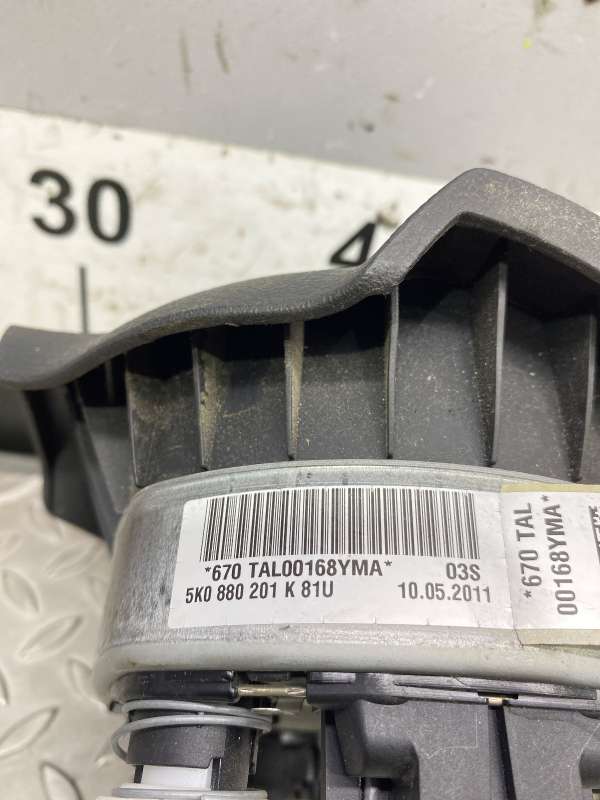 30
4
*670 TAL00168YMA* 03S
5K0 880 201 K 81U 10.05.2011
*670 TAL
00168YMA*